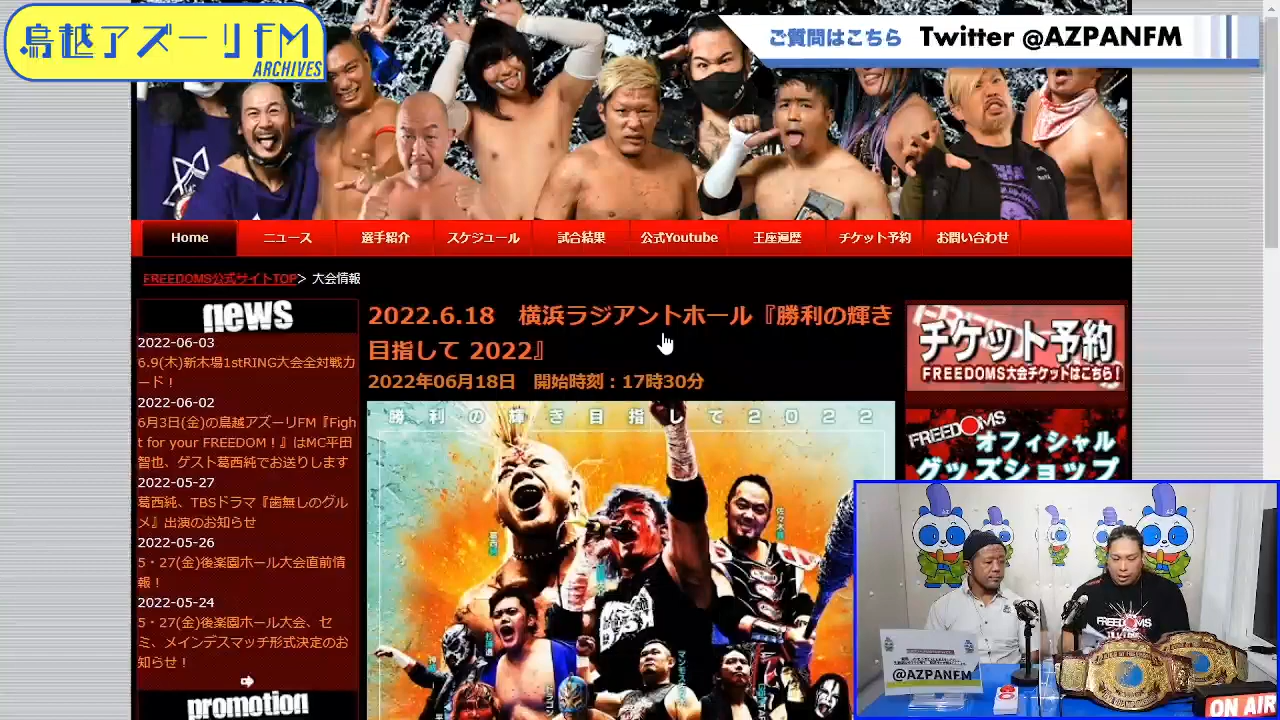 鳥越アズーリFM
ARCHIVES
ご質問はこちら Twitter @AZPANFM
Home ニュース 選手紹介 スケジュール 試合結果 公式Youtube 王座遍歴 チケット予約 お問い合わせ
FREEDOMS公式サイトTOP> 大会情報
news
2022-06-03
6.9(木)新木場1stRING大会全対戦カ
ード！
2022-06-02
6月3日(金)の鳥越アズーリFM『Figh
t for your FREEDOM！』はMC平田
智也、ゲスト葛西純でお送りします
2022-05-27
葛西純、TBSドラマ『歯無しのグル
メ』出演のお知らせ
2022-05-26
5・27(金)後楽園ホール大会直前情
報！
2022-05-24
5・27(金)後楽園ホール大会、セ
ミ、メインデスマッチ形式決定のお
知らせ！
promotion
2022.6.18 横浜ラジアントホール『勝利の輝き
目指して 2022』
2022年06月18日 開始時刻：17時30分
勝利の輝き目指して2022
葛西純
チケット予約
FREEDOMS大会チケットはこちら！
FREEDOMS
オフィシャル
グッズショップ
FREEDOMS
@AZPANFM
ON AIR